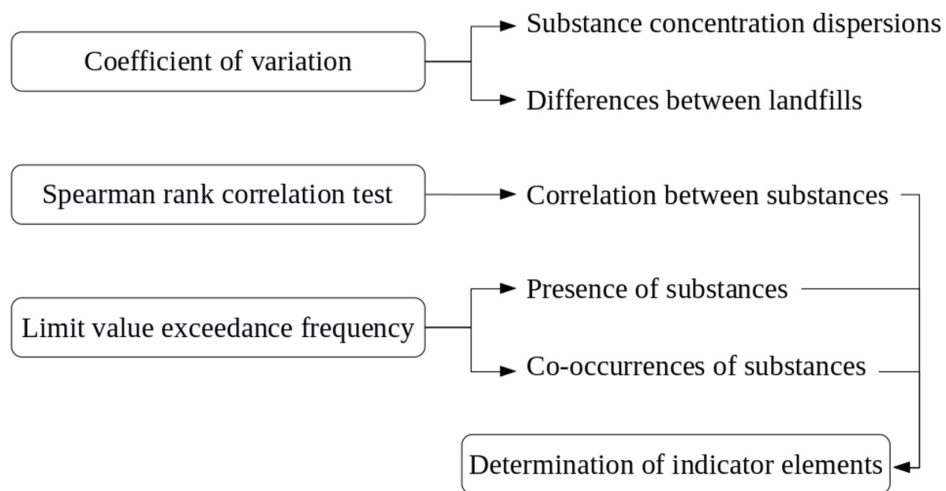 Coefficient of variation
Substance concentration dispersions
Differences between landfills
Spearman rank correlation test
Correlation between substances
Limit value exceedance frequency
Presence of substances
Co-occurrences of substances
Determination of indicator elements